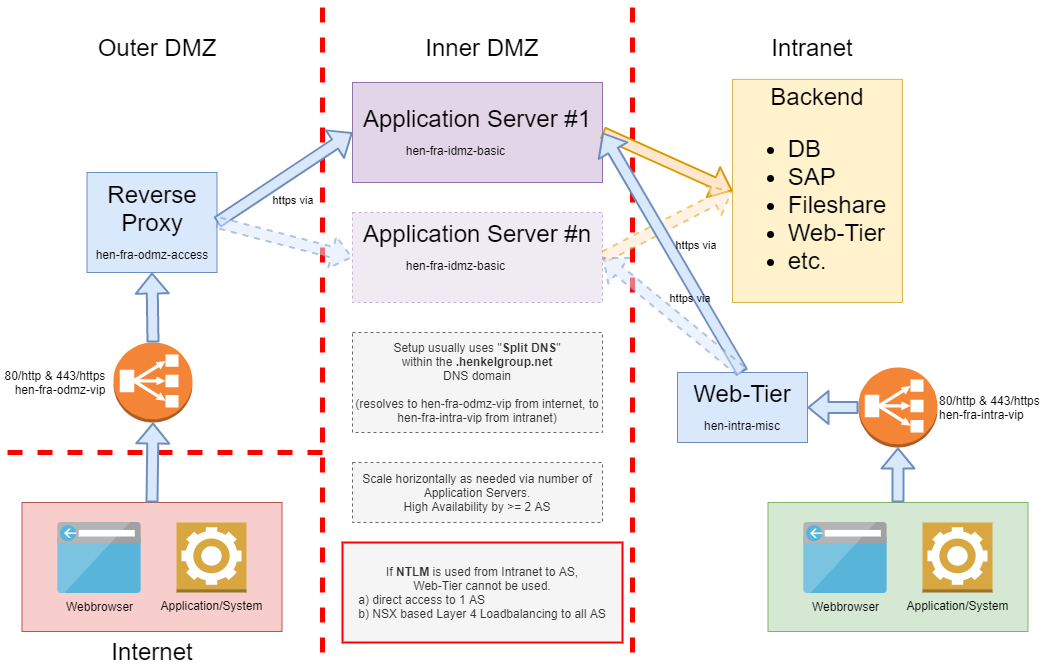 Outer DMZ
Inner DMZ
Intranet
Reverse
Proxy
hen-fra-odmz-access
80/http & 443/https
hen-fra-odmz-vip
Webbrowser
Application/System
Internet
https via
Application Server #1
hen-fra-idmz-basic
Application Server #n
hen-fra-idmz-basic
Setup usually uses "Split DNS"
within the .henkelgroup.net
DNS domain
(resolves to hen-fra-odmz-vip from internet, to
hen-fra-intra-vip from intranet)
Scale horizontally as needed via number of
Application Servers.
High Availability by >= 2 AS
If NTLM is used from Intranet to AS,
Web-Tier cannot be used.
a) direct access to 1 AS
b) NSX based Layer 4 Loadbalancing to all AS
Backend
• DB
• SAP
• Fileshare
• Web-Tier
• etc.
https via
https via
Web-Tier
hen-intra-misc
80/http & 443/https
hen-fra-intra-vip
Webbrowser
Application/System